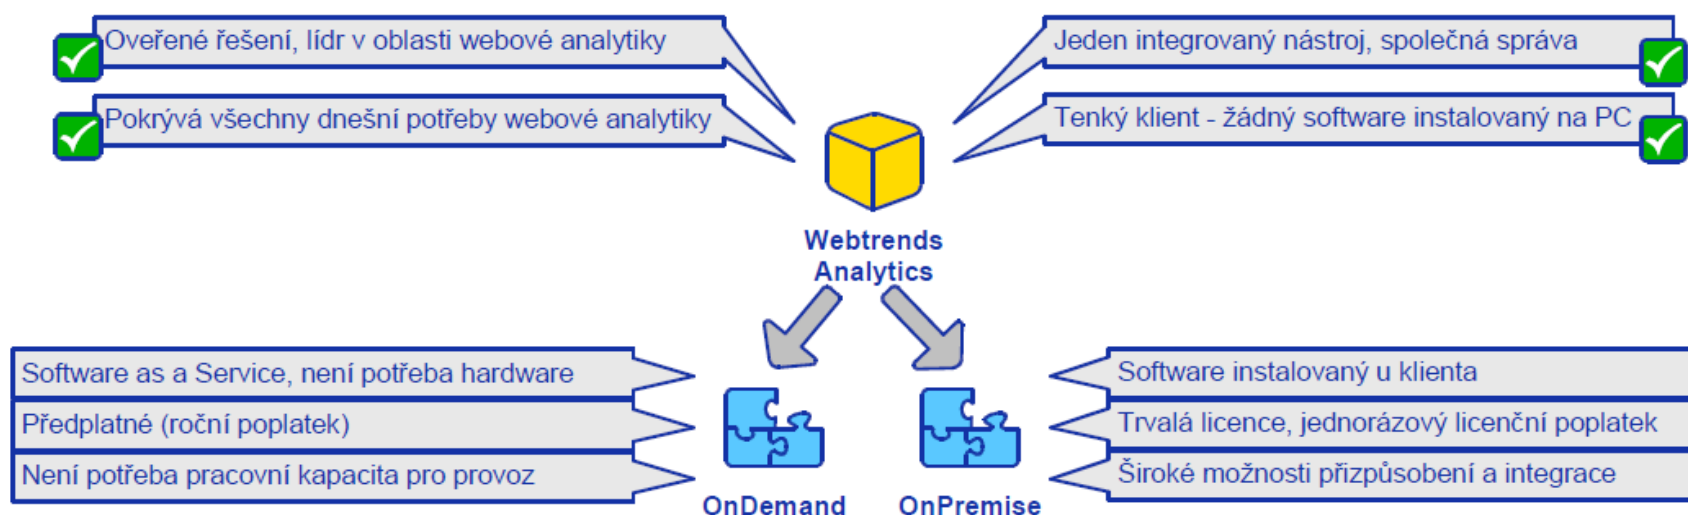 Oveřené řešení, lídr v oblasti webové analytiky
Jeden integrovaný nástroj, společná správa
Pokrývá všechny dnešní potřeby webové analytiky
Tenký klient - žádný software instalovaný na PC
Webtrends
Analytics
Software as a Service, není potřeba hardware
Předplatné (roční poplatek)
Není potřeba pracovní kapacita pro provoz
Software instalovaný u klienta
Trvalá licence, jednorázový licenční poplatek
Široké možnosti přizpůsobení a integrace
OnDemand
OnPremise